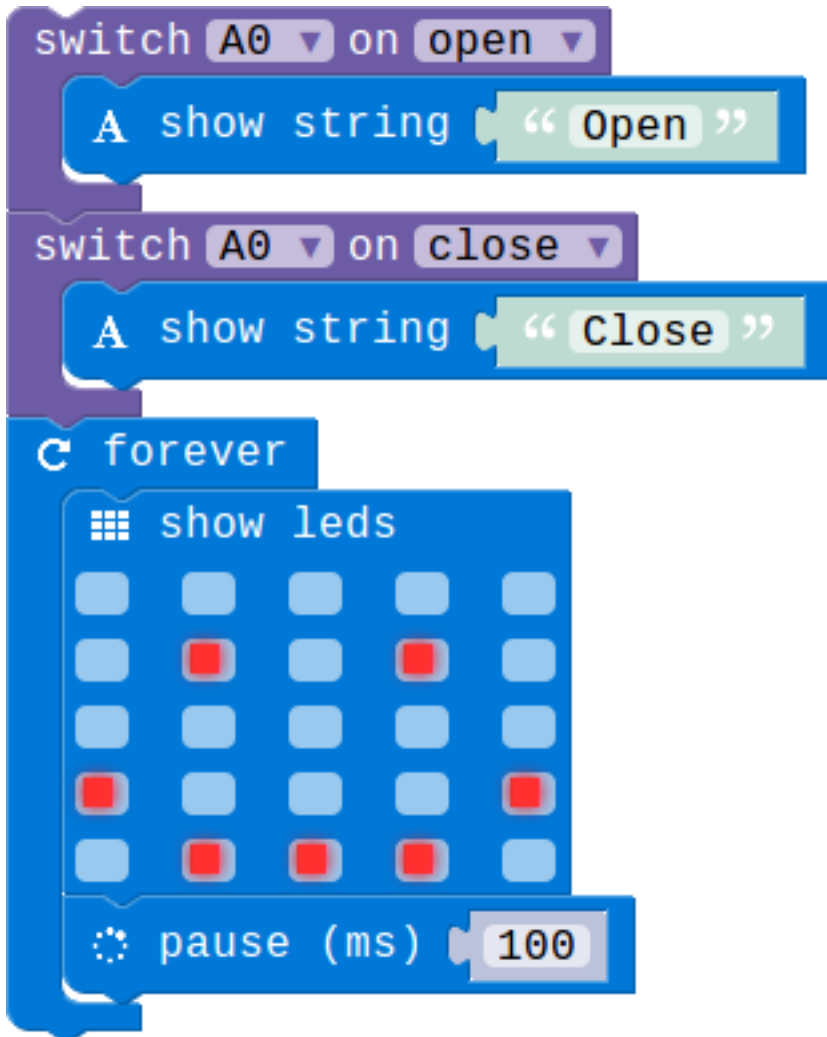 switch A0 ▼ on open ▼
A show string “ Open ”
switch A0 ▼ on close ▼
A show string “ Close ”
forever
show leds
pause (ms) 100